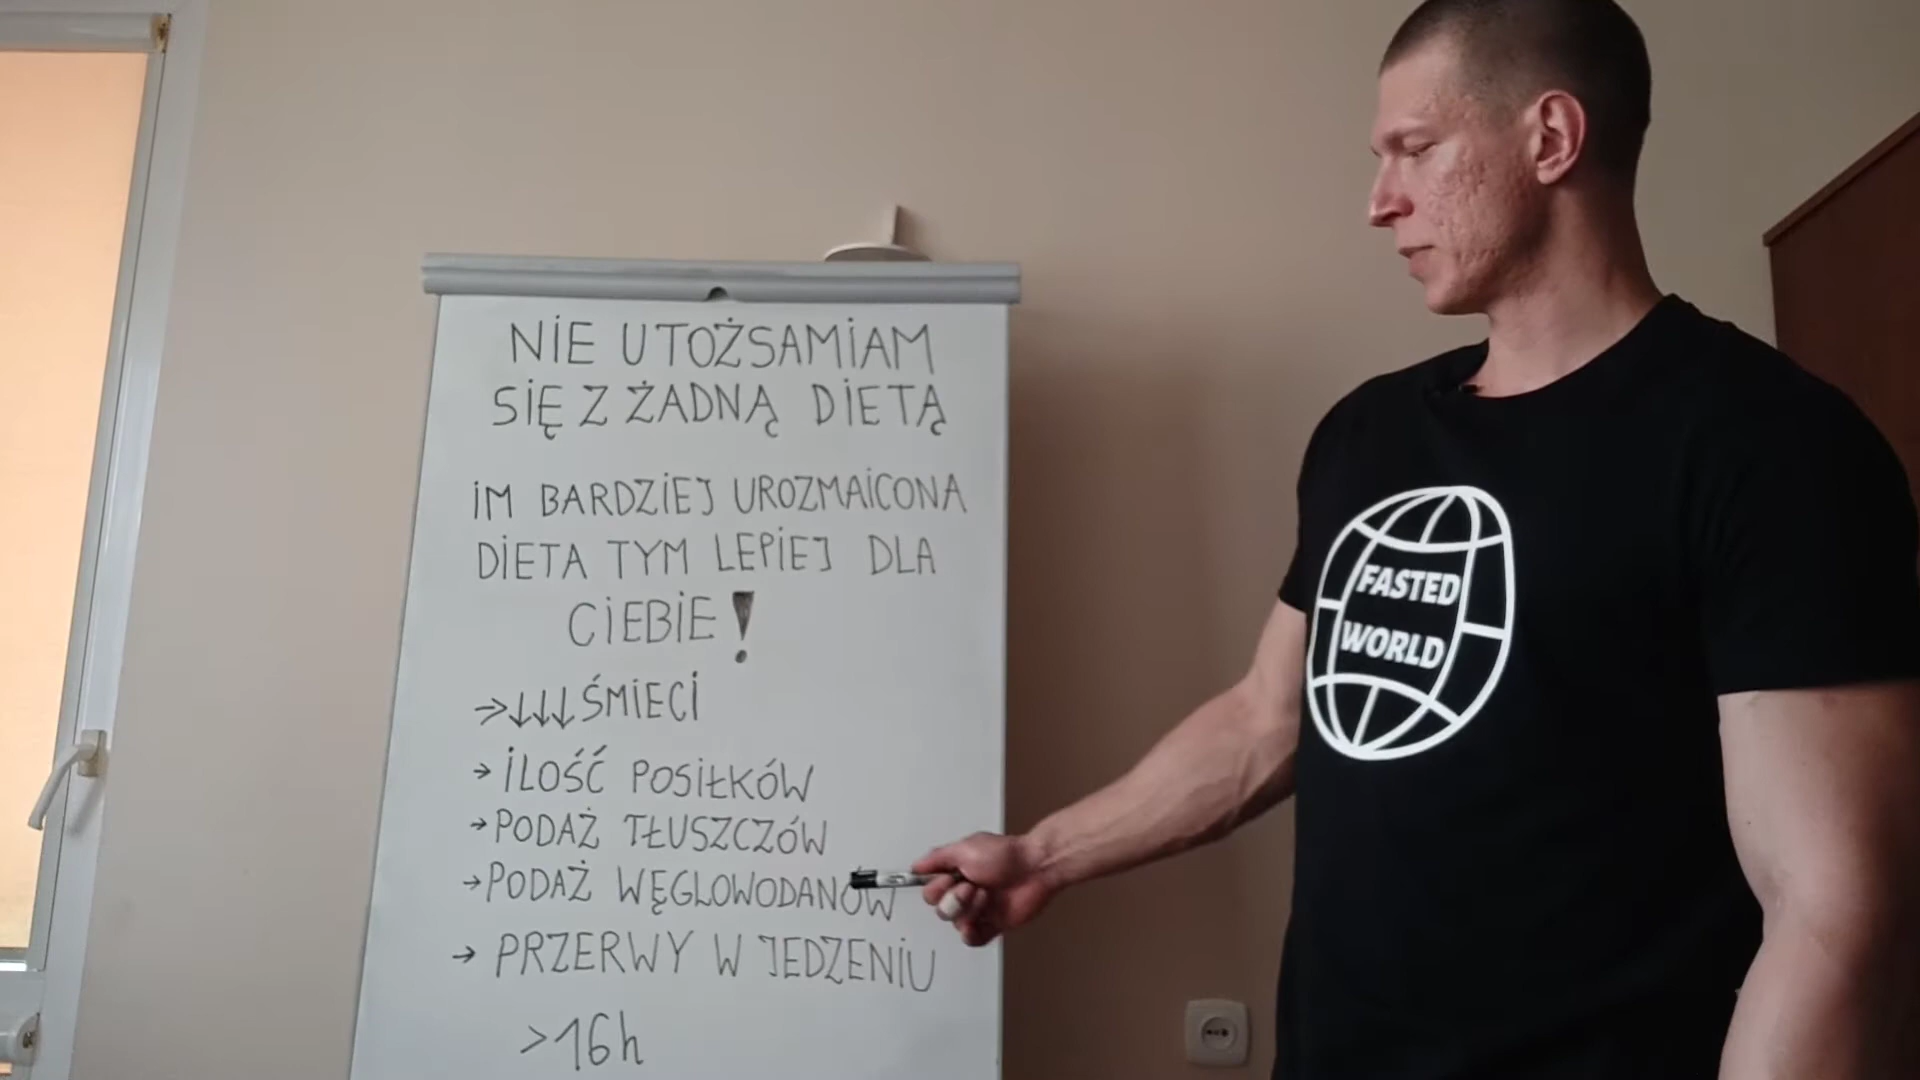 NIE UTOŻSAMIAM
SIĘ Z ŻADNĄ DIETĄ
IM BARDZIEJ UROZMAICONA
DIETA TYM LEPIEJ DLA
CIEBIE!
→↓↓↓ŚMIECI
→ ILOŚĆ POSIŁKÓW
→PODAŻ TŁUSZCZÓW
→PODAŻ WĘGLOWODANÓW
→ PRZERWY W JEDZENIU
>16h
FASTED
WORLD